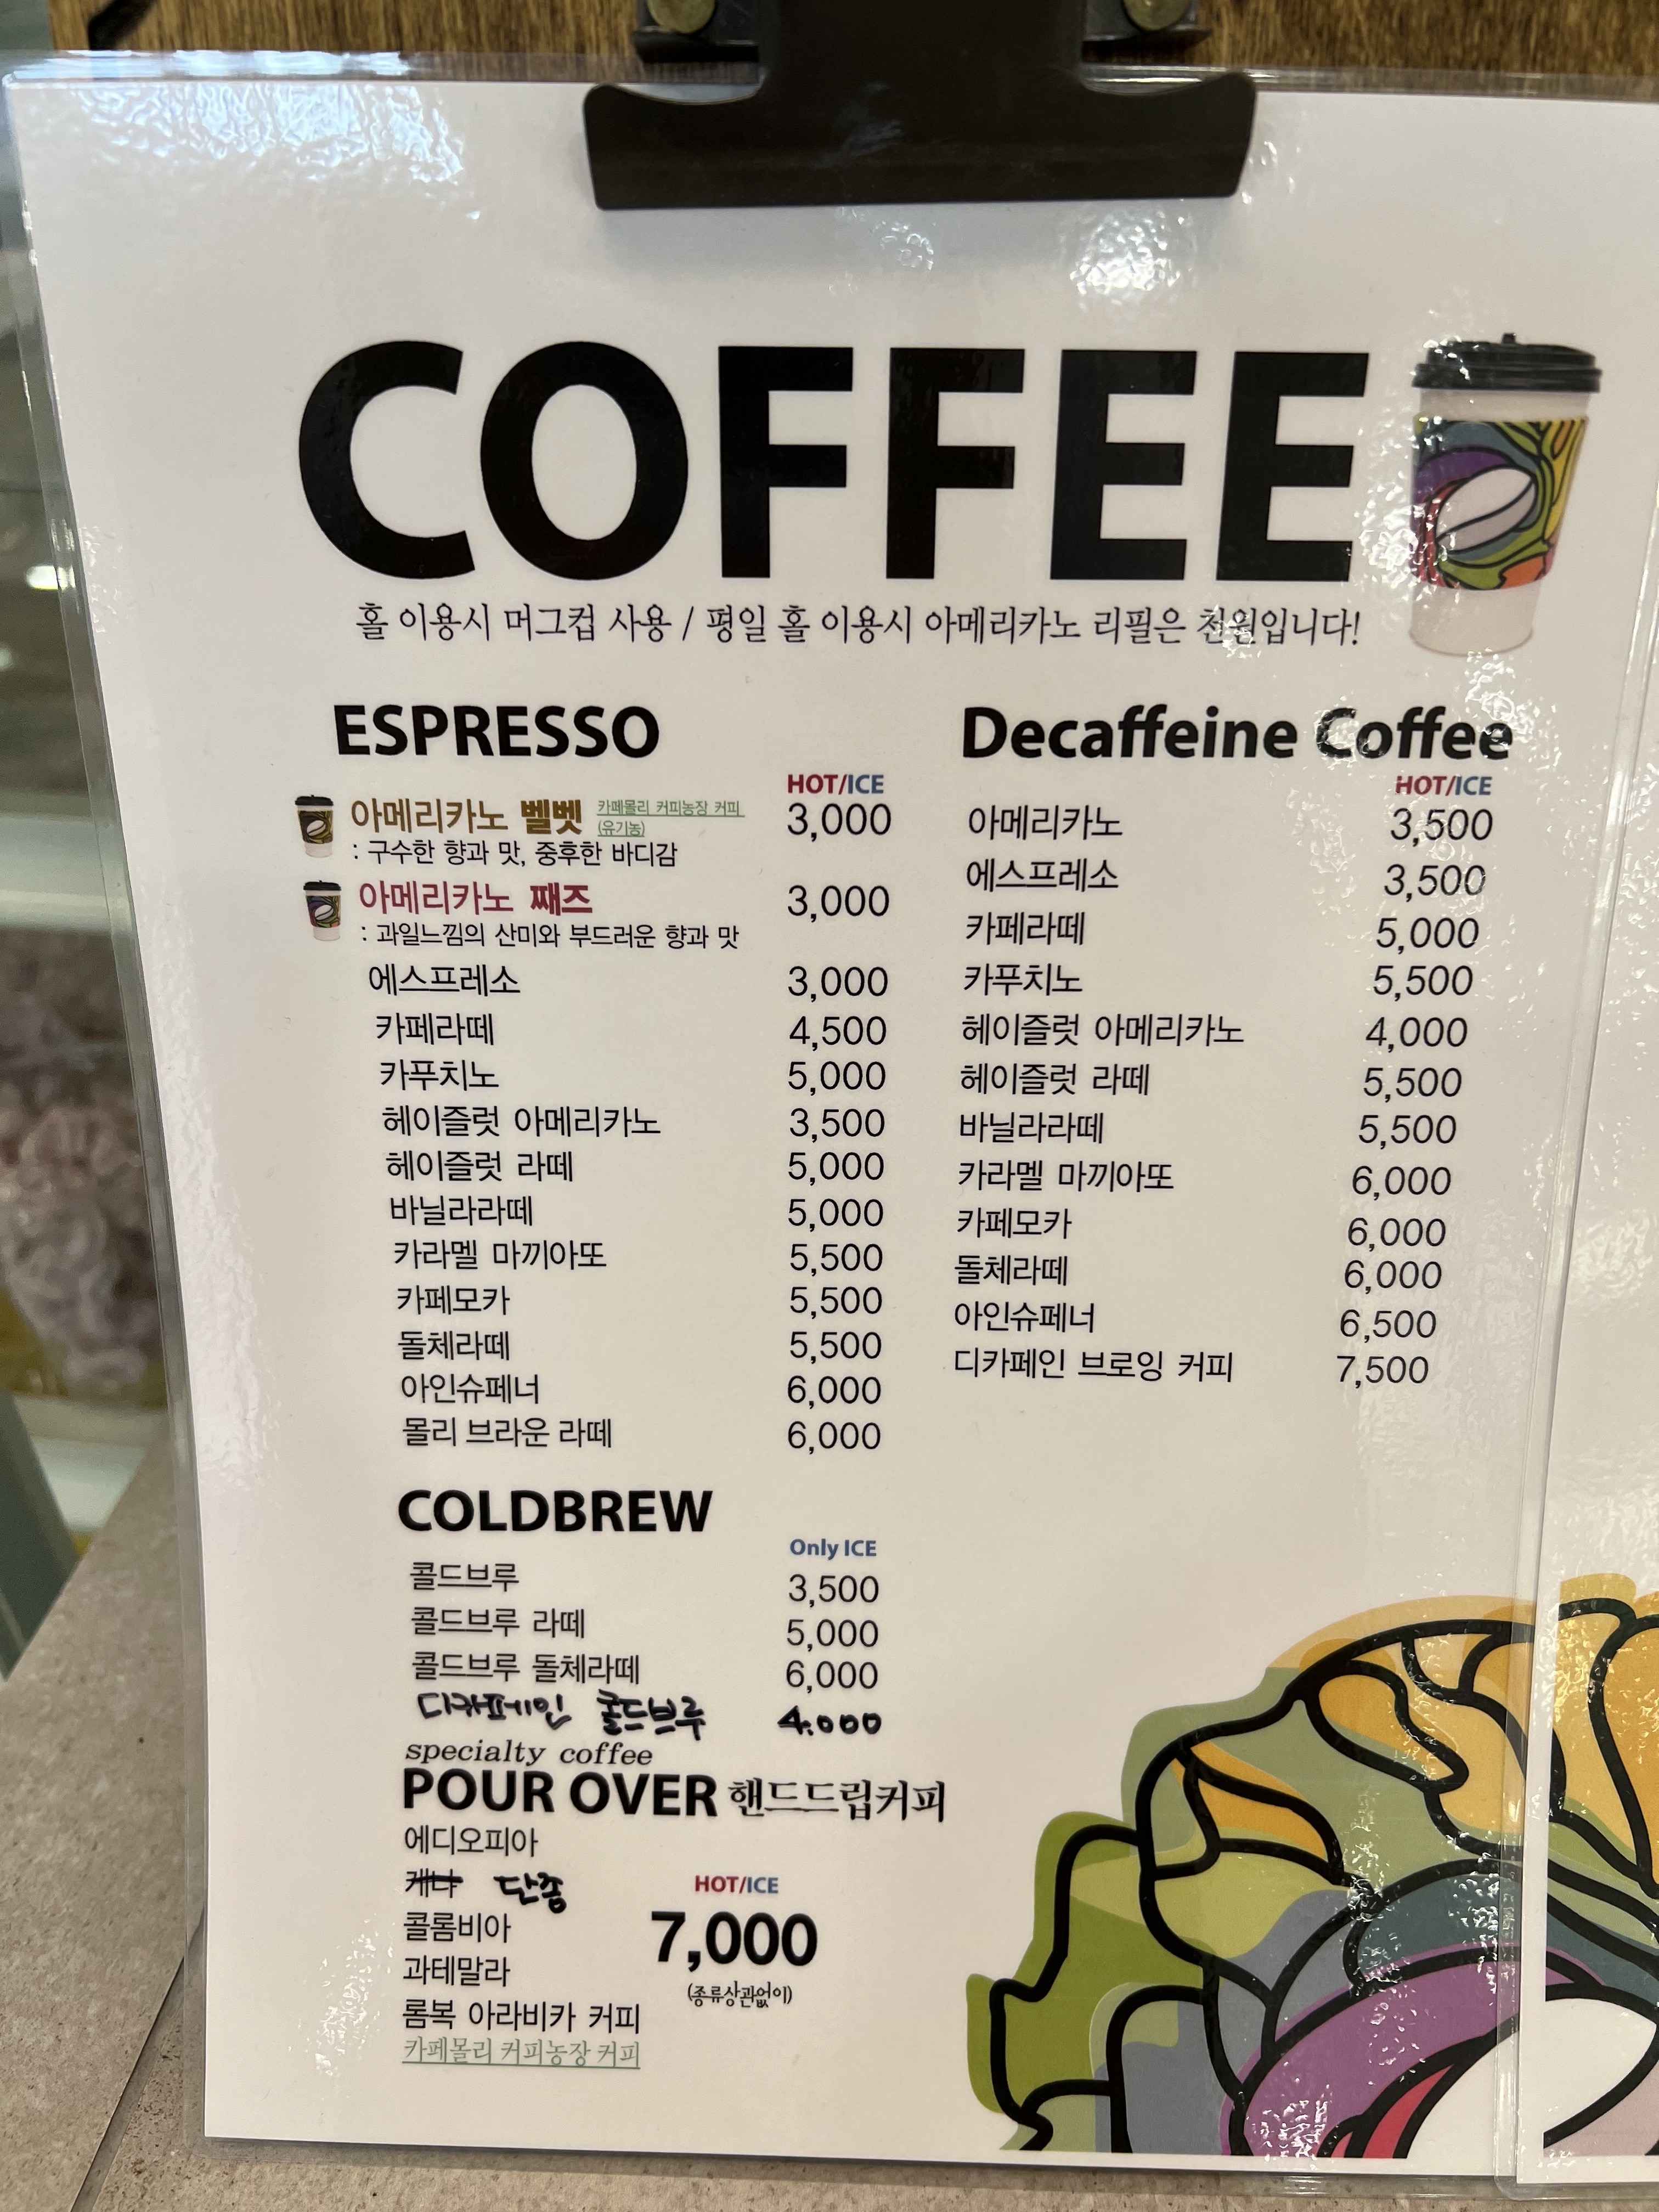 COFFEE
홀 이용시 머그컵 사용 / 평일 홀 이용시 아메리카노 리필은 천원입니다!
ESPRESSO
HOT/ICE
아메리카노 벨벳 카페몰리 커피농장 커피 3,000
(유기농)
: 구수한 향과 맛, 중후한 바디감
아메리카노 째즈 3,000
: 과일느낌의 산미와 부드러운 향과 맛
에스프레소 3,000
카페라떼 4,500
카푸치노 5,000
헤이즐럿 아메리카노 3,500
헤이즐럿 라떼 5,000
바닐라라떼 5,000
카라멜 마끼아또 5,500
카페모카 5,500
돌체라떼 5,500
아인슈페너 6,000
몰리 브라운 라떼 6,000
Decaffeine Coffee
HOT/ICE
아메리카노 3,500
에스프레소 3,500
카페라떼 5,000
카푸치노 5,500
헤이즐럿 아메리카노 4,000
헤이즐럿 라떼 5,500
바닐라라떼 5,500
카라멜 마끼아또 6,000
카페모카 6,000
돌체라떼 6,000
아인슈페너 6,500
디카페인 브로잉 커피 7,500
COLDBREW
Only ICE
콜드브루 3,500
콜드브루 라떼 5,000
콜드브루 돌체라떼 6,000
디카페인 콜드브루 4.000
specialty coffee
POUR OVER 핸드드립커피
에디오피아
케냐 단종
콜롬비아
과테말라
롬복 아라비카 커피
카페몰리 커피농장 커피
HOT/ICE
7,000
(종류상관없이)